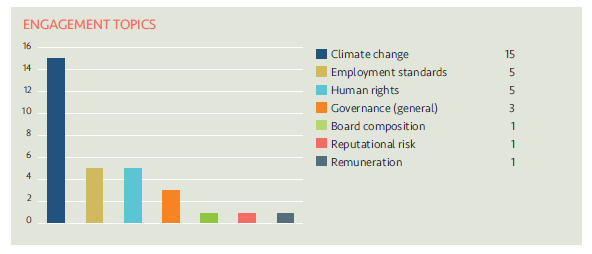 ENGAGEMENT TOPICS
16
14
12
10
8
6
4
2
0
Climate change 15
Employment standards 5
Human rights 5
Governance (general) 3
Board composition 1
Reputational risk 1
Remuneration 1